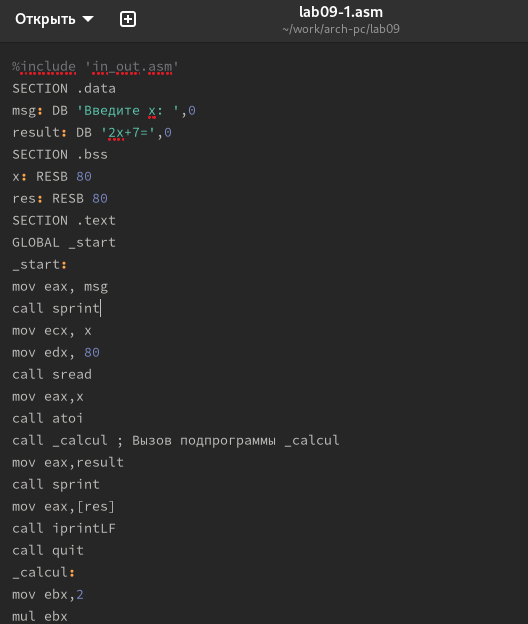 Открыть
lab09-1.asm
~/work/arch-pc/lab09
%include 'in_out.asm'
SECTION .data
msg: DB 'Введите x: ',0
result: DB '2x+7=',0
SECTION .bss
x: RESB 80
res: RESB 80
SECTION .text
GLOBAL _start
_start:
mov eax, msg
call sprint
mov ecx, x
mov edx, 80
call sread
mov eax,x
call atoi
call _calcul ; Вызов подпрограммы _calcul
mov eax,result
call sprint
mov eax,[res]
call iprintLF
call quit
_calcul:
mov ebx,2
mul ebx